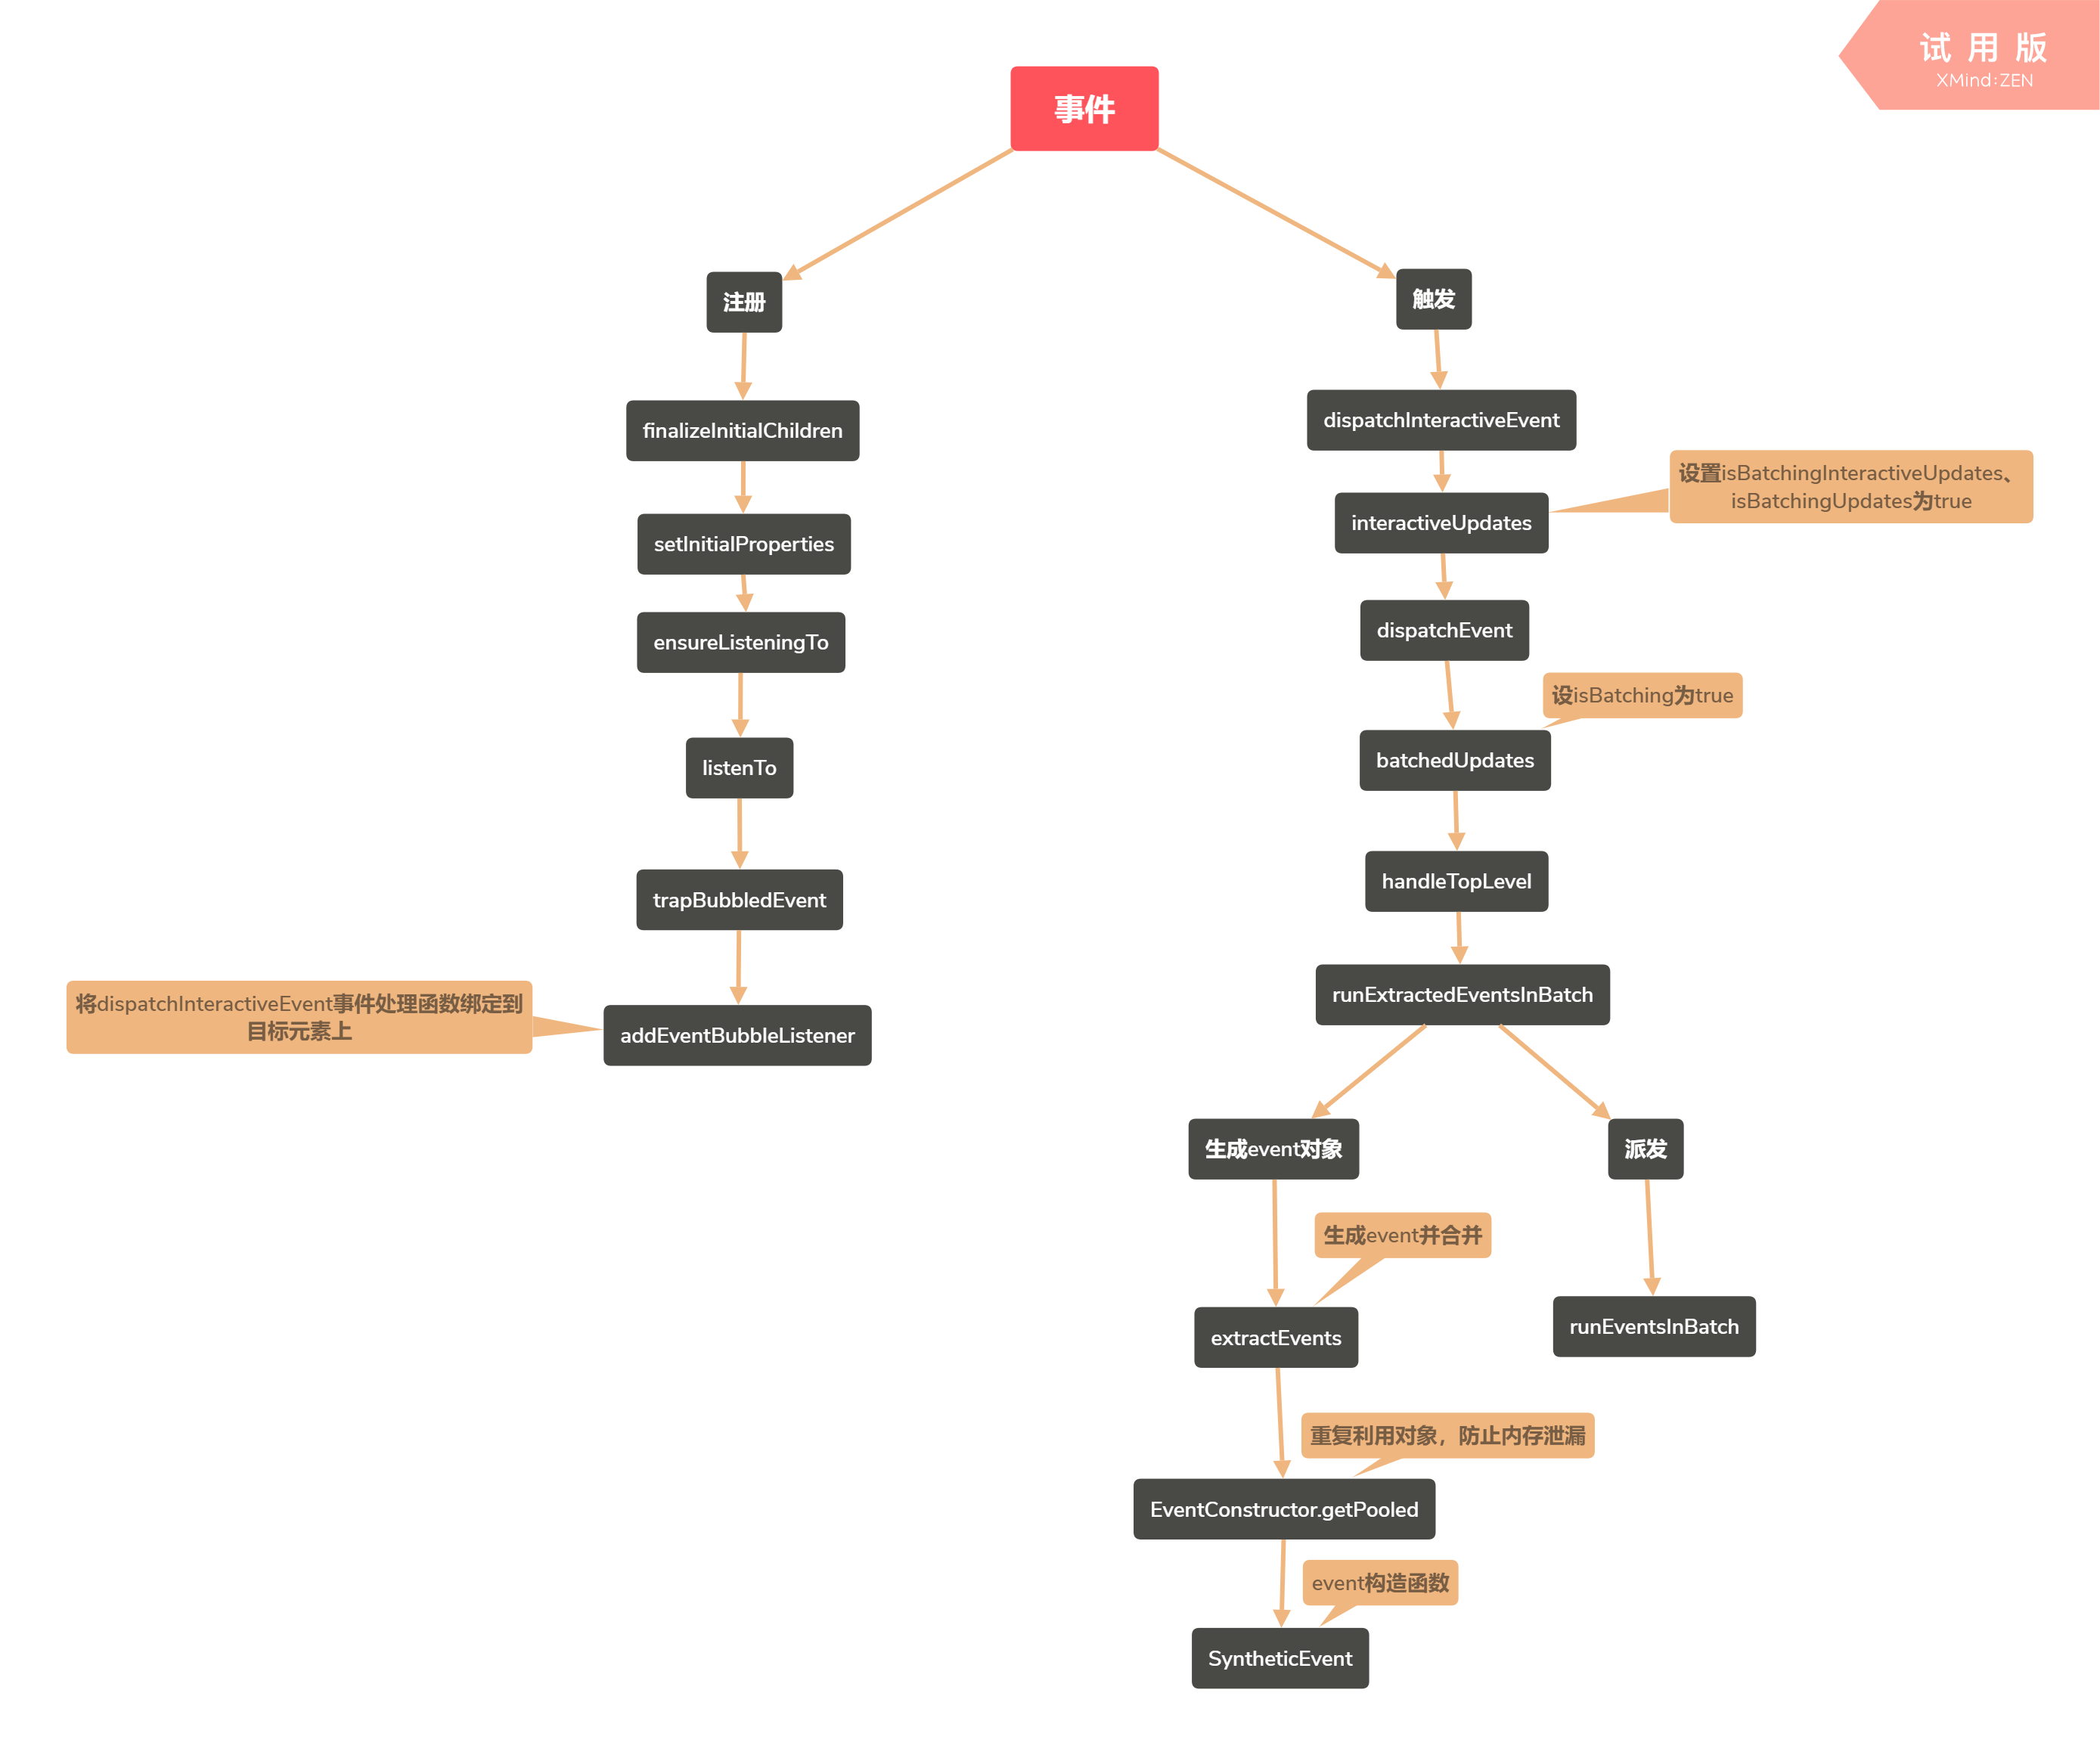 试 用 版
XMind:ZEN
事件
注册
finalizeInitialChildren
setInitialProperties
ensureListeningTo
listenTo
trapBubbledEvent
将dispatchInteractiveEvent事件处理函数绑定到
目标元素上
addEventBubbleListener
触发
dispatchInteractiveEvent
设置isBatchingInteractiveUpdates、
isBatchingUpdates为true
interactiveUpdates
dispatchEvent
设isBatching为true
batchedUpdates
handleTopLevel
runExtractedEventsInBatch
生成event对象
生成event并合并
extractEvents
重复利用对象，防止内存泄漏
EventConstructor.getPooled
event构造函数
SyntheticEvent
派发
runEventsInBatch